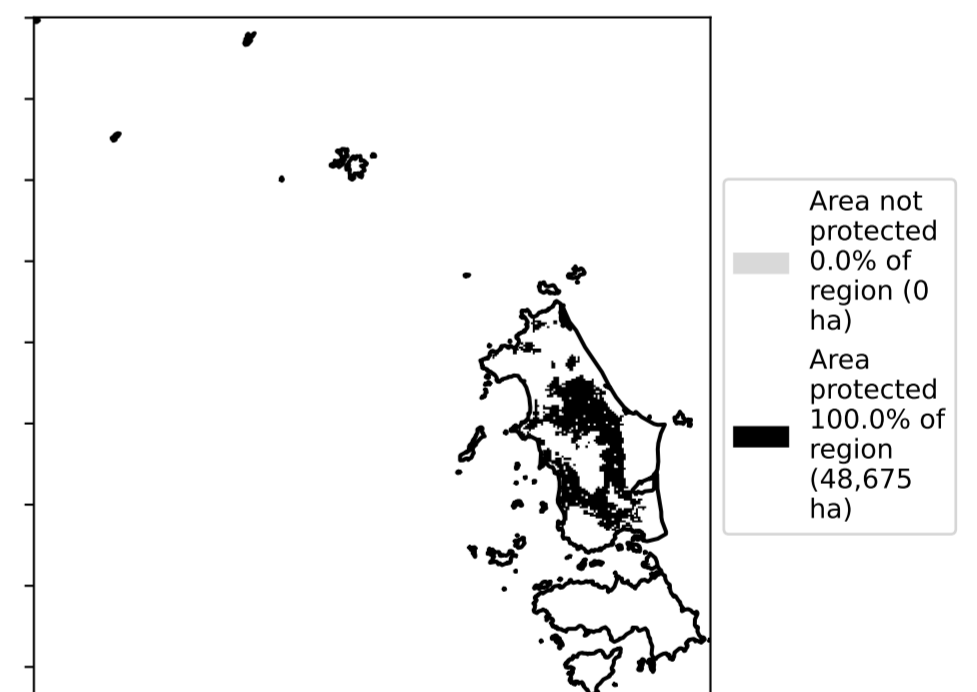 Area not
protected
0.0% of
region (0
ha)
Area
protected
100.0% of
region
(48,675
ha)